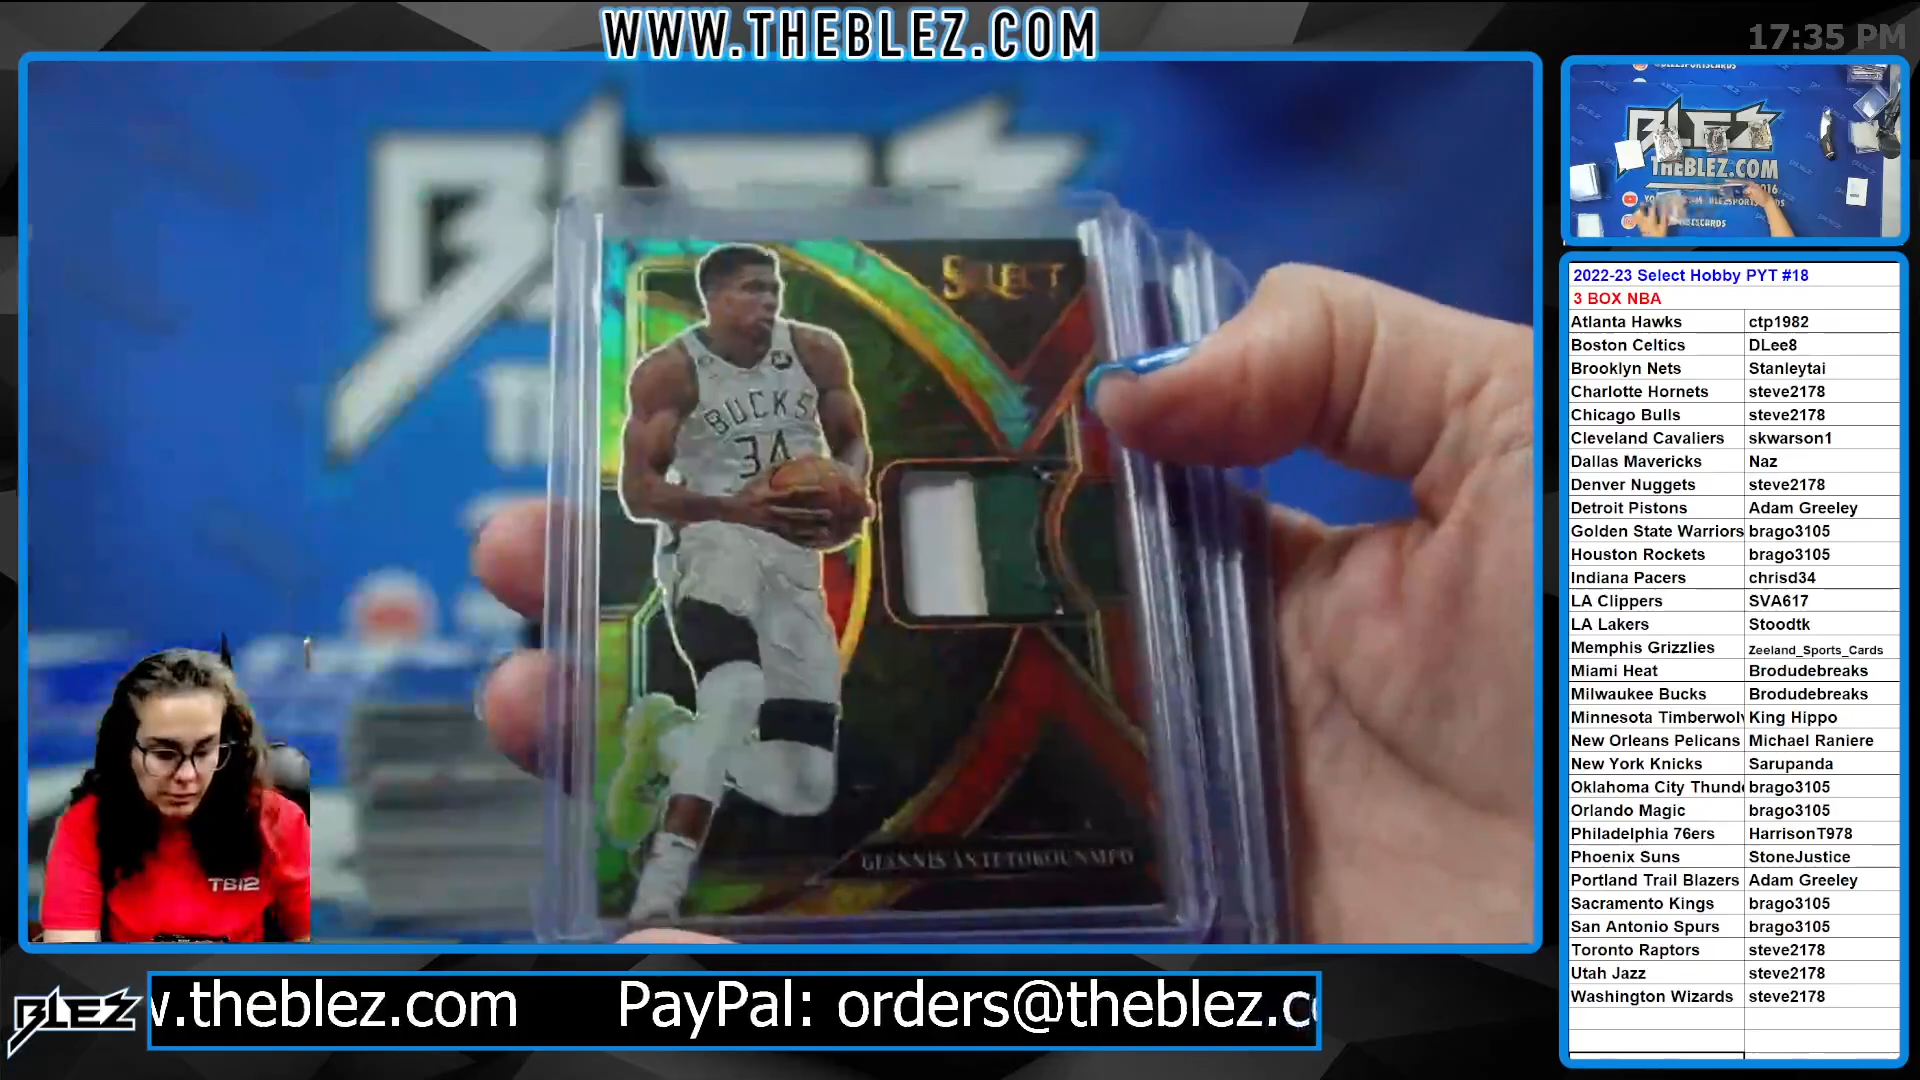 WWW.THEBLEZ.COM
17:35 PM
BLEZ
THEBLEZ.COM
SELECT
BUCKS
34
GIANNIS ANTETOKOUNMPO
TB12
2022-23 Select Hobby PYT #18
3 BOX NBA
Atlanta Hawks ctp1982
Boston Celtics DLee8
Brooklyn Nets Stanleytai
Charlotte Hornets steve2178
Chicago Bulls steve2178
Cleveland Cavaliers skwarson1
Dallas Mavericks Naz
Denver Nuggets steve2178
Detroit Pistons Adam Greeley
Golden State Warriors brago3105
Houston Rockets brago3105
Indiana Pacers chrisd34
LA Clippers SVA617
LA Lakers Stoodtk
Memphis Grizzlies Zeeland_Sports_Cards
Miami Heat Brodudebreaks
Milwaukee Bucks Brodudebreaks
Minnesota Timberwolv King Hippo
New Orleans Pelicans Michael Raniere
New York Knicks Sarupanda
Oklahoma City Thunde brago3105
Orlando Magic brago3105
Philadelphia 76ers HarrisonT978
Phoenix Suns StoneJustice
Portland Trail Blazers Adam Greeley
Sacramento Kings brago3105
San Antonio Spurs brago3105
Toronto Raptors steve2178
Utah Jazz steve2178
Washington Wizards steve2178
BLEZ
w.theblez.com PayPal: orders@theblez.co